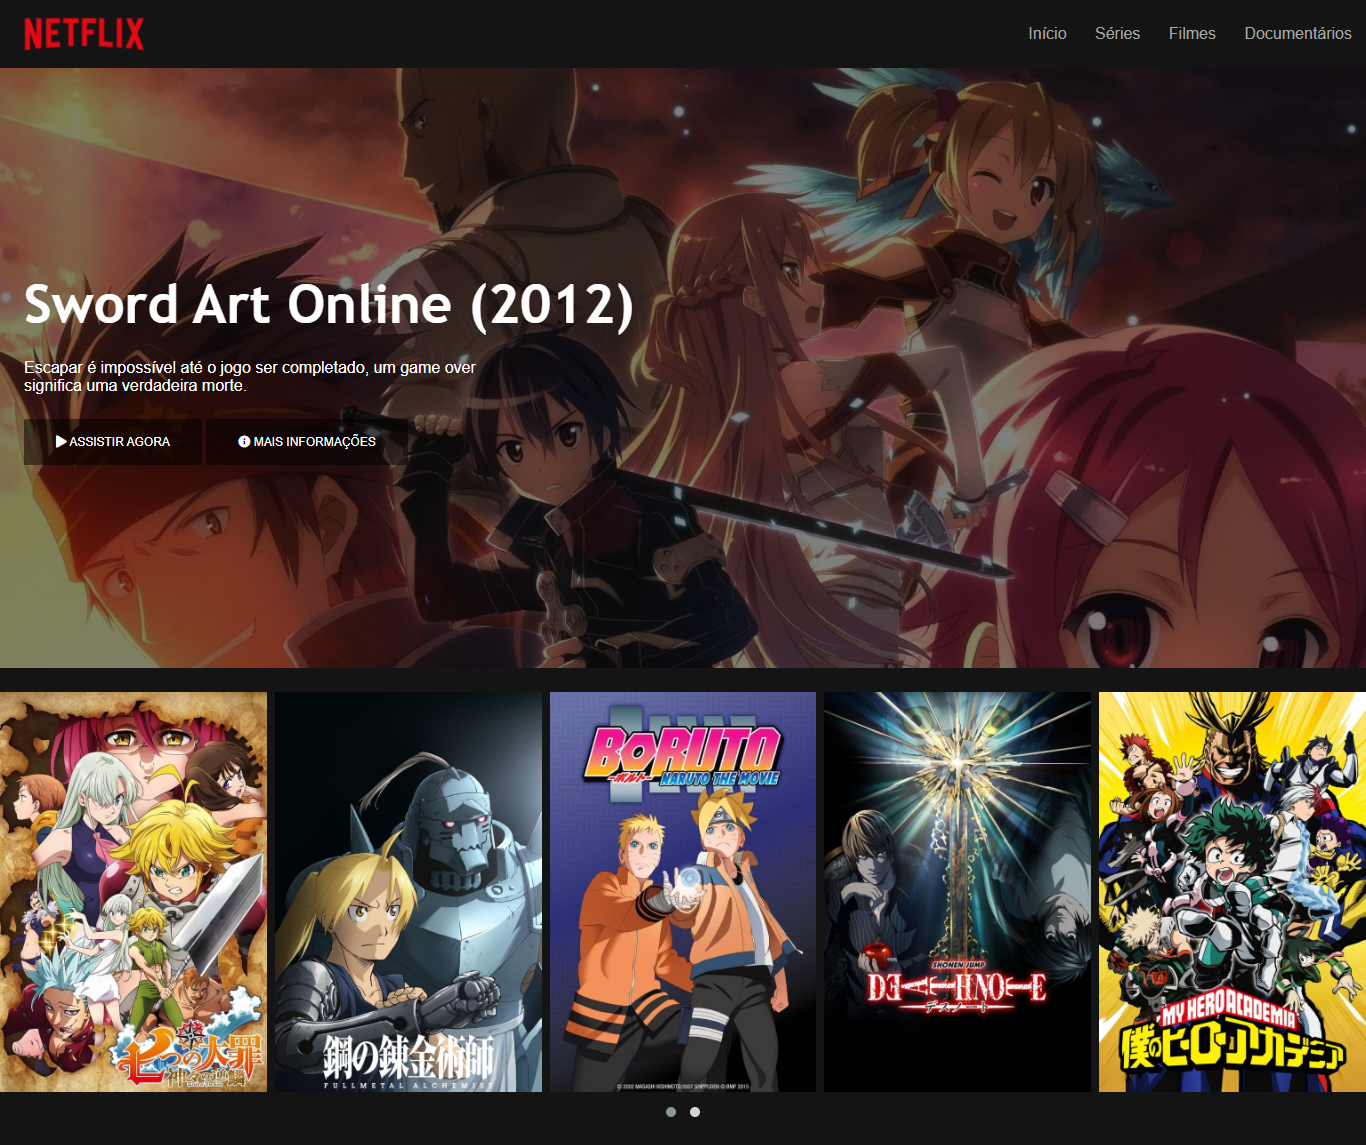 NETFLIX
Início Séries Filmes Documentários
Sword Art Online (2012)
Escapar é impossível até o jogo ser completado, um game over
significa uma verdadeira morte.
ASSISTIR AGORA
MAIS INFORMAÇÕES
七つの大罪
神々の逆鱗
鋼の錬金術師
FULLMETAL ALCHEMIST
BORUTO
-ボルト-
NARUTO THE MOVIE
© 2002 MASASHI KISHIMOTO/2007 SHIPPUDEN © BMP 2015
SHONEN JUMP
DEATHNOTE
デスノート
MY HERO ACADEMIA
僕のヒーローアカデミア